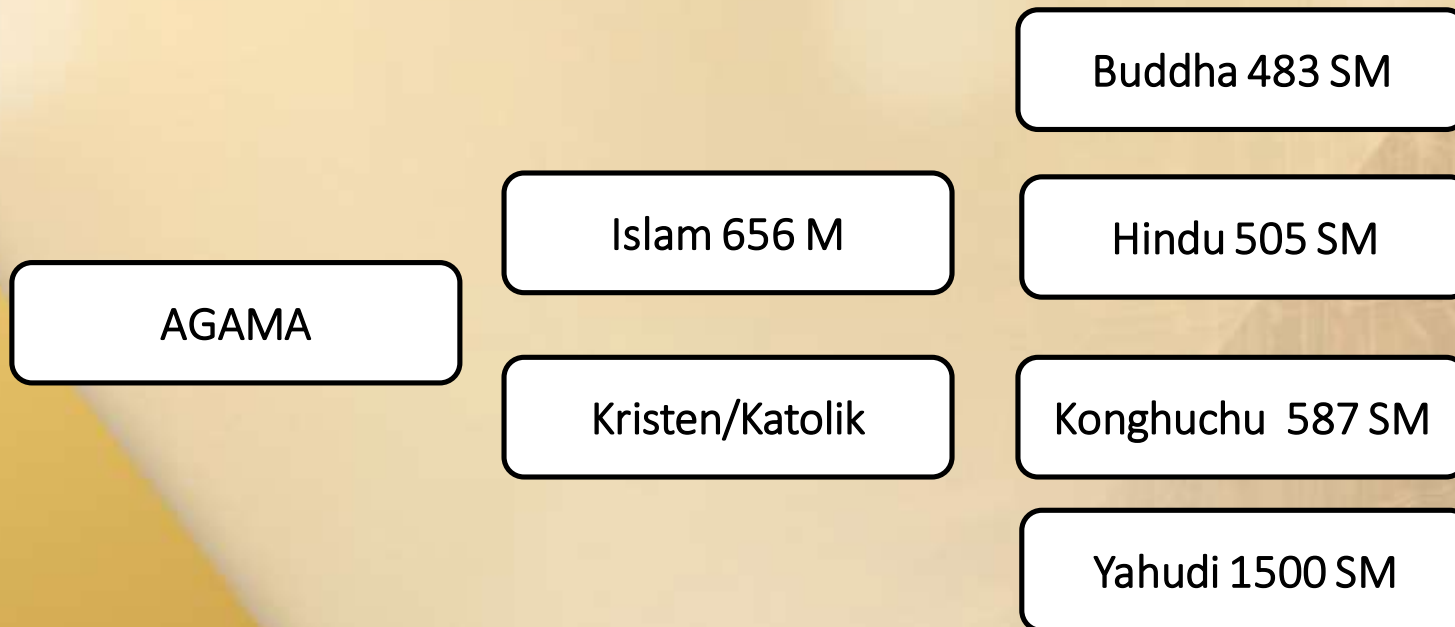 AGAMA
Islam 656 M
Kristen/Katolik
Buddha 483 SM
Hindu 505 SM
Konghuchu 587 SM
Yahudi 1500 SM